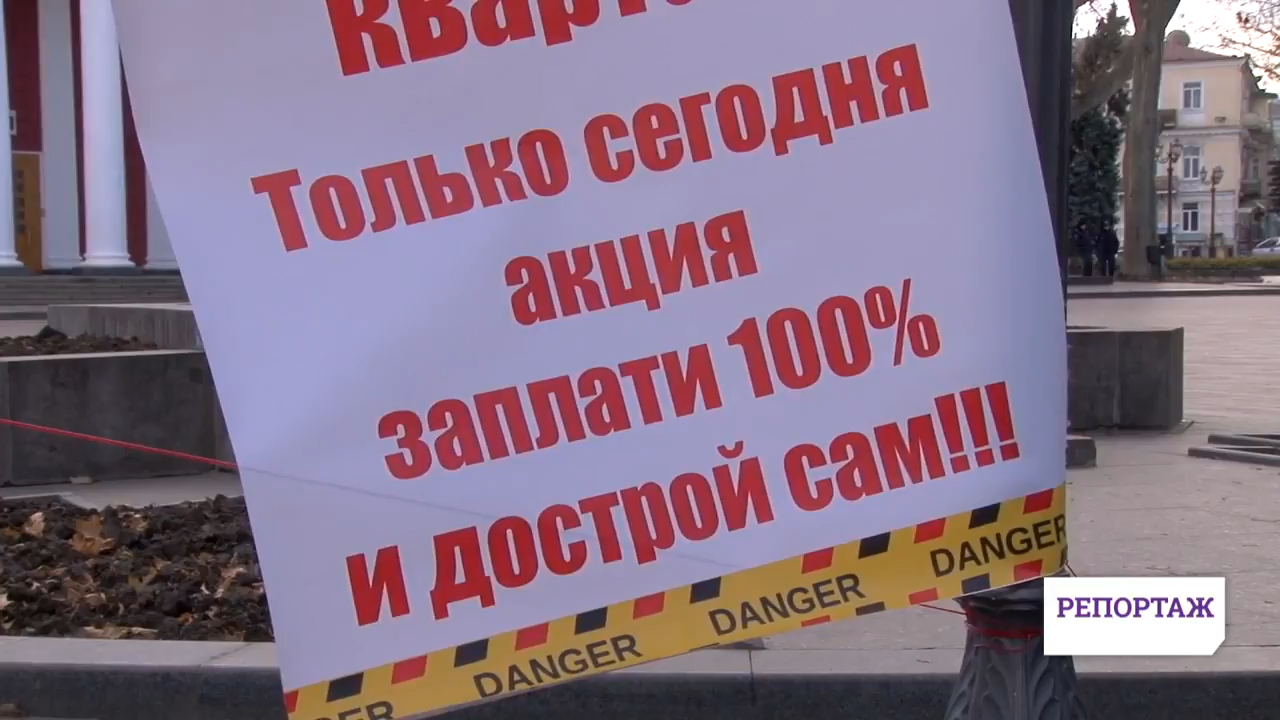 Только сегодня
акция
заплати 100%
и дострой сам!!!
DANGER DANGER DANGER
РЕПОРТАЖ